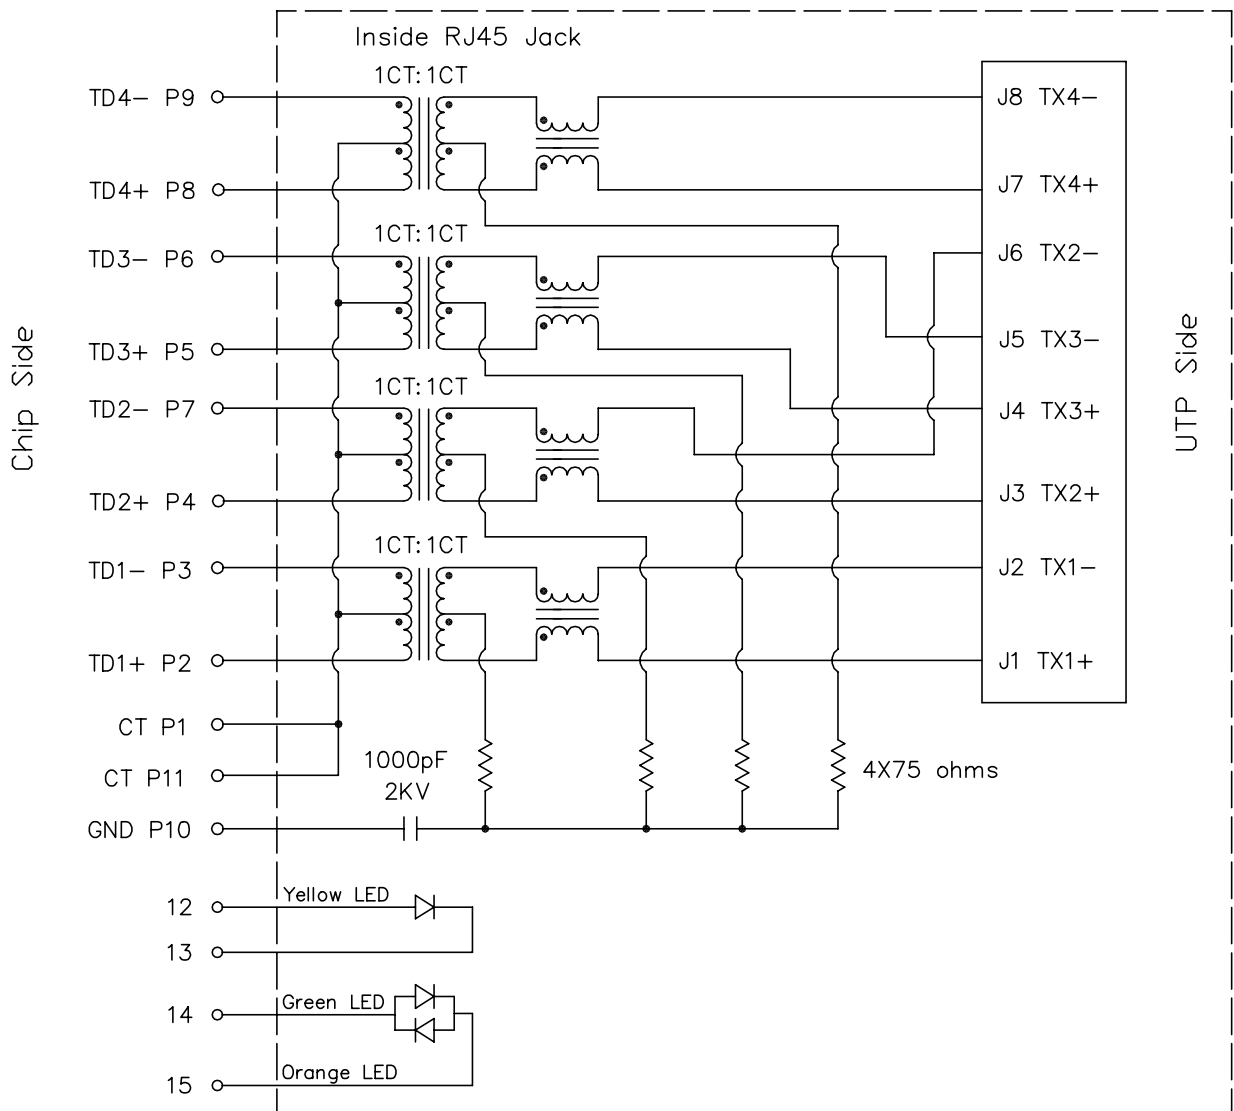 Inside RJ45 Jack
1CT:1CT
TD4- P9
J8 TX4-
TD4+ P8
J7 TX4+
1CT:1CT
TD3- P6
J6 TX2-
Chip Side
UTP Side
TD3+ P5
J5 TX3-
1CT:1CT
TD2- P7
J4 TX3+
TD2+ P4
J3 TX2+
1CT:1CT
TD1- P3
J2 TX1-
TD1+ P2
J1 TX1+
CT P1
CT P11
1000pF
2KV
4X75 ohms
GND P10
12
Yellow LED
13
14
Green LED
15
Orange LED